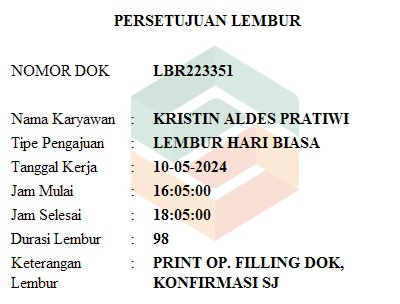 PERSETUJUAN LEMBUR
NOMOR DOK LBR223351
Nama Karyawan : KRISTIN ALDES PRATIWI
Tipe Pengajuan : LEMBUR HARI BIASA
Tanggal Kerja : 10-05-2024
Jam Mulai : 16:05:00
Jam Selesai : 18:05:00
Durasi Lembur : 98
Keterangan : PRINT OP. FILLING DOK,
Lembur KONFIRMASI SJ